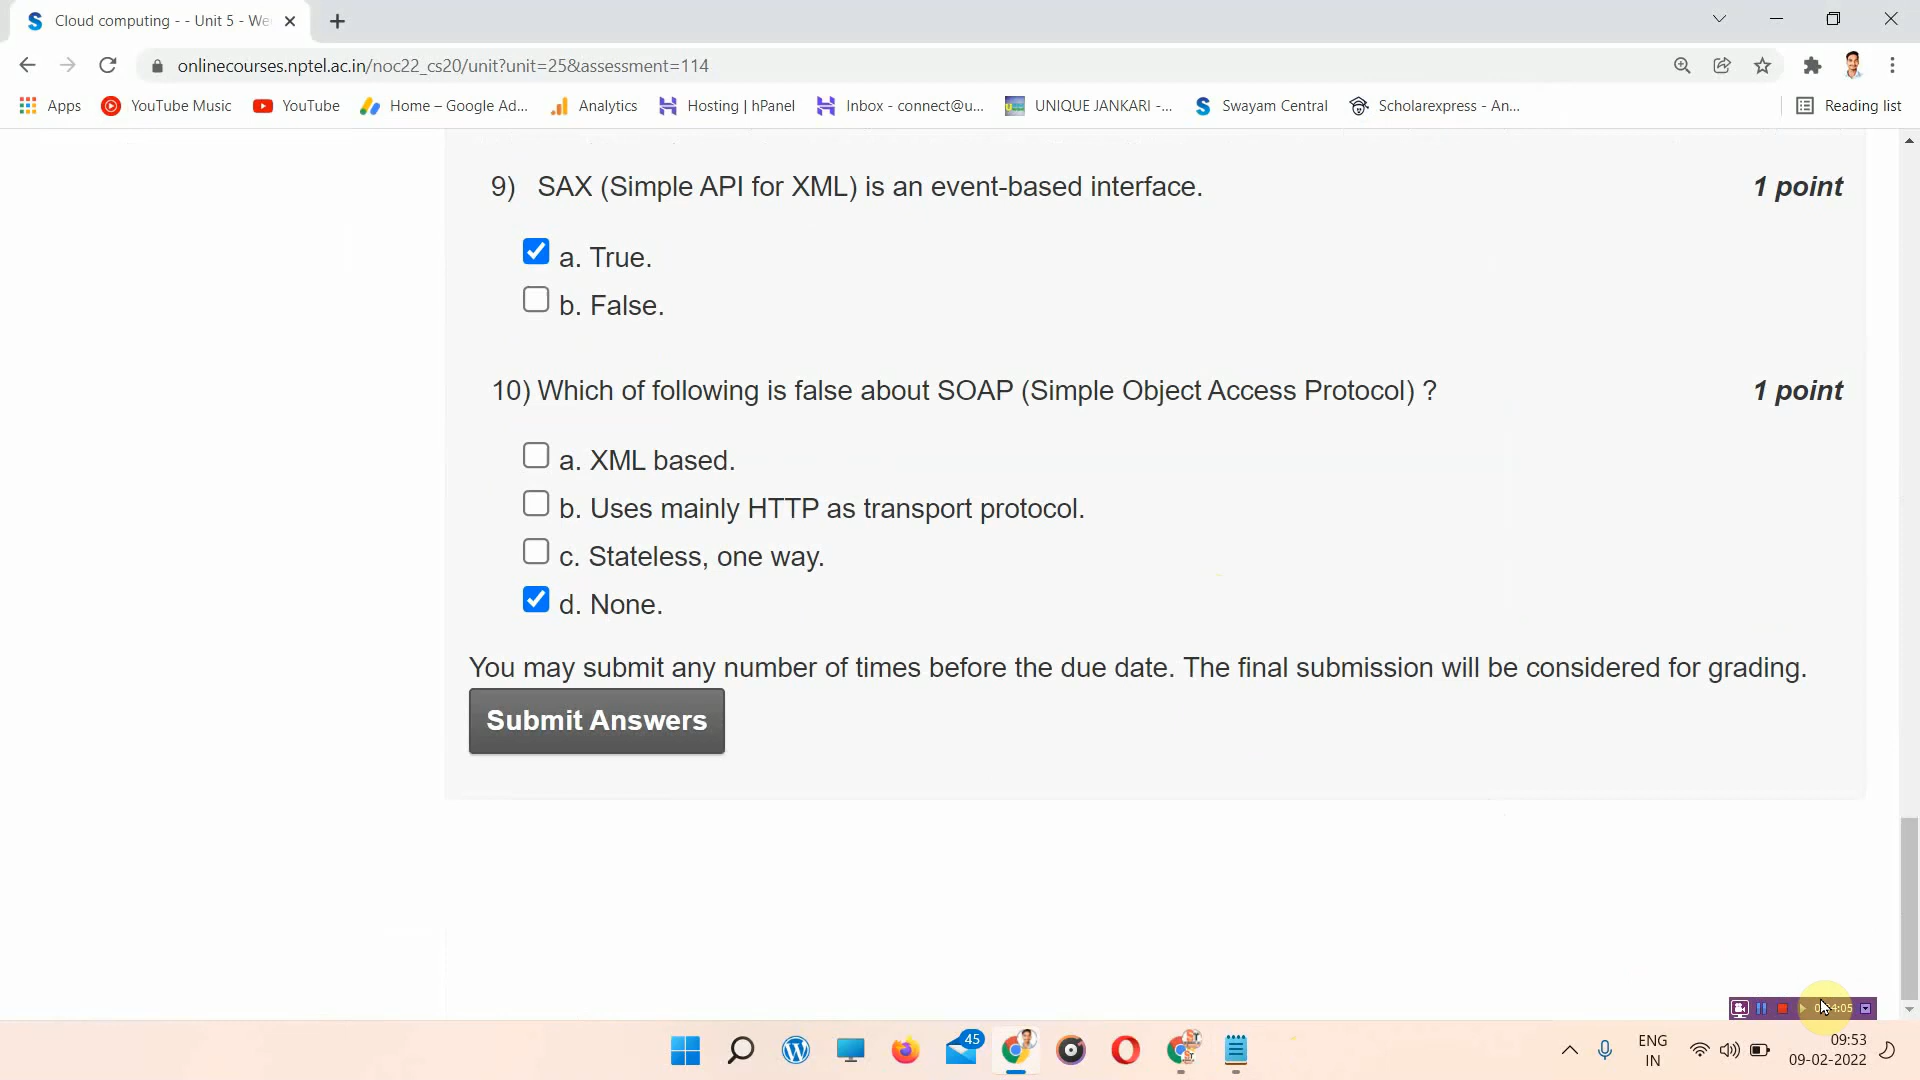 Cloud computing - - Unit 5 - We
onlinecourses.nptel.ac.in/noc22_cs20/unit?unit=25&assessment=114
Apps YouTube Music YouTube Home – Google Ad... Analytics Hosting | hPanel Inbox - connect@u... UNIQUE JANKARI -... Swayam Central Scholarexpress - An... Reading list
9) SAX (Simple API for XML) is an event-based interface. 1 point
a. True.
b. False.
10) Which of following is false about SOAP (Simple Object Access Protocol) ? 1 point
a. XML based.
b. Uses mainly HTTP as transport protocol.
c. Stateless, one way.
d. None.
You may submit any number of times before the due date. The final submission will be considered for grading.
Submit Answers
45
ENG
IN
09:53
09-02-2022